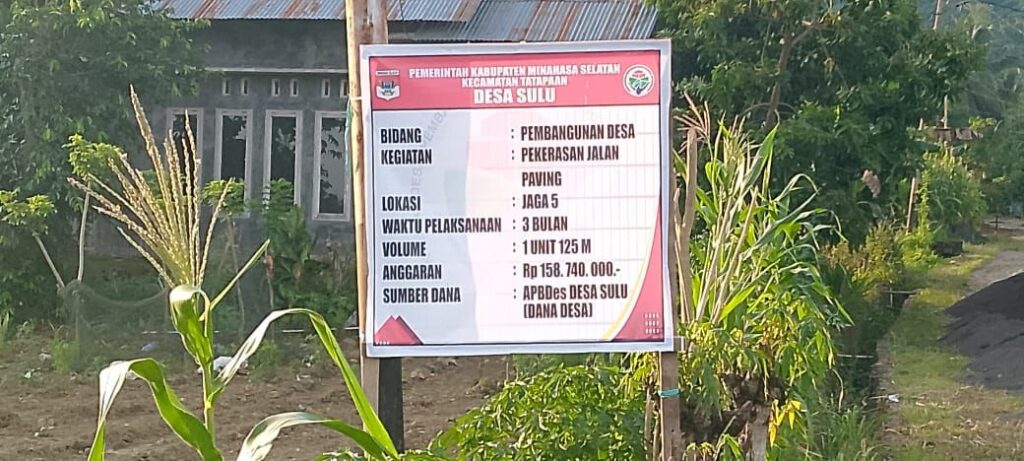 PEMERINTAH KABUPATEN MINAHASA SELATAN
KECAMATAN TATAPAAN
DESA SULU
BIDANG : PEMBANGUNAN DESA
KEGIATAN : PEKERASAN JALAN
PAVING
LOKASI : JAGA 5
WAKTU PELAKSANAAN : 3 BULAN
VOLUME : 1 UNIT 125 M
ANGGARAN : Rp 158.740.000.-
SUMBER DANA : APBDes DESA SULU
(DANA DESA)